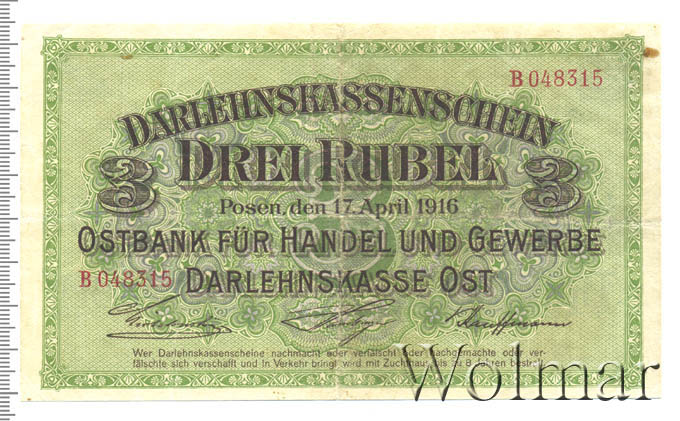 B 048315
DARLEHNSKASSENSCHEIN
3 DREI RUBEL 3
Posen, den 17. April 1916
OSTBANK FÜR HANDEL UND GEWERBE
B 048315 DARLEHNSKASSE OST
Kauffmann
Wer Darlehnskassenscheine nachmacht oder verfälscht oder nachgemachte oder ver-
fälschte sich verschafft und in Verkehr bringt, wird mit Zuchthaus bis zu 8 Jahren bestraft.
Wolmar